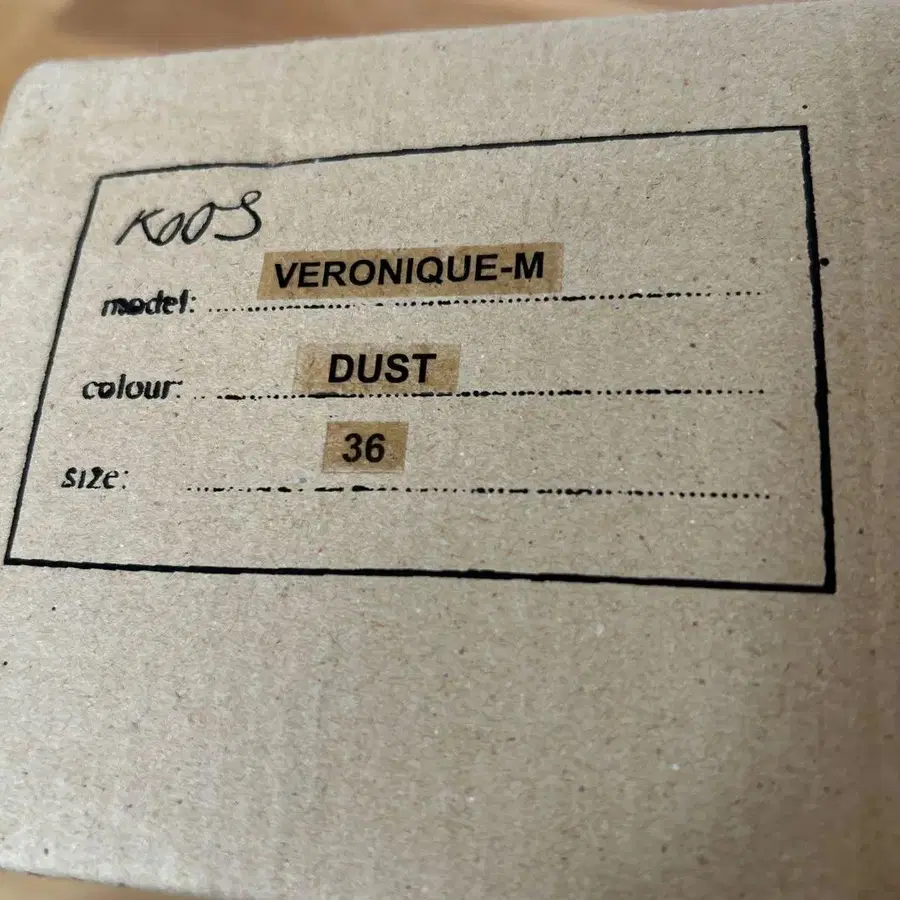 KOOS
model: VERONIQUE-M
colour: DUST
size: 36